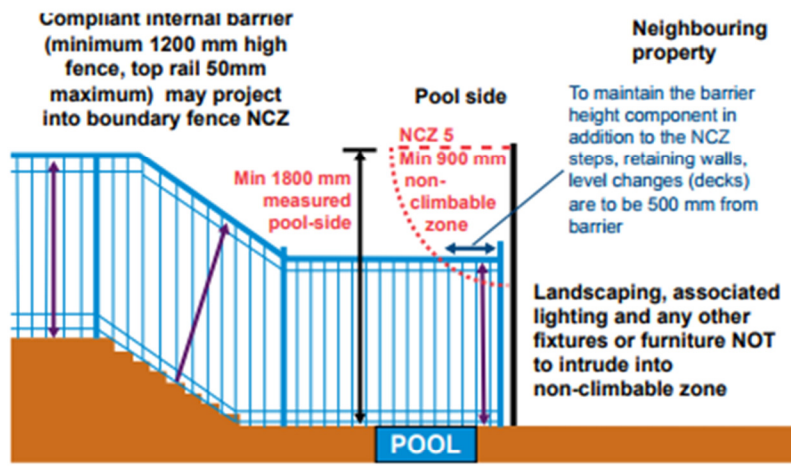 Compliant internal barrier
(minimum 1200 mm high
fence, top rail 50mm
maximum) may project
into boundary fence NCZ
Neighbouring
property
Pool side
To maintain the barrier
height component in
addition to the NCZ
steps, retaining walls,
level changes (decks)
are to be 500 mm from
barrier
NCZ 5
Min 900 mm
non-
climbable
zone
Min 1800 mm
measured
pool-side
Landscaping, associated
lighting and any other
fixtures or furniture NOT
to intrude into
non-climbable zone
POOL